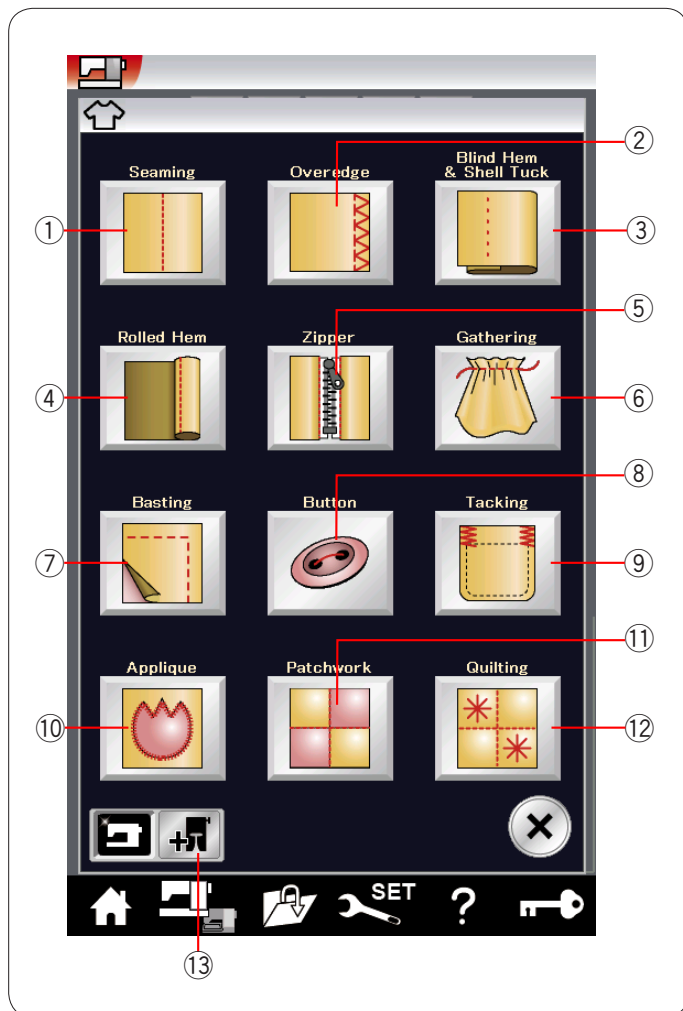 ②
Blind Hem
Seaming Overedge & Shell Tuck
① ③
⑤
Rolled Hem Zipper Gathering
④ ⑥
⑧
Basting Button Tacking
⑦ ⑨
⑪
Applique Patchwork Quilting
⑩ ⑫
SET
?
⑬